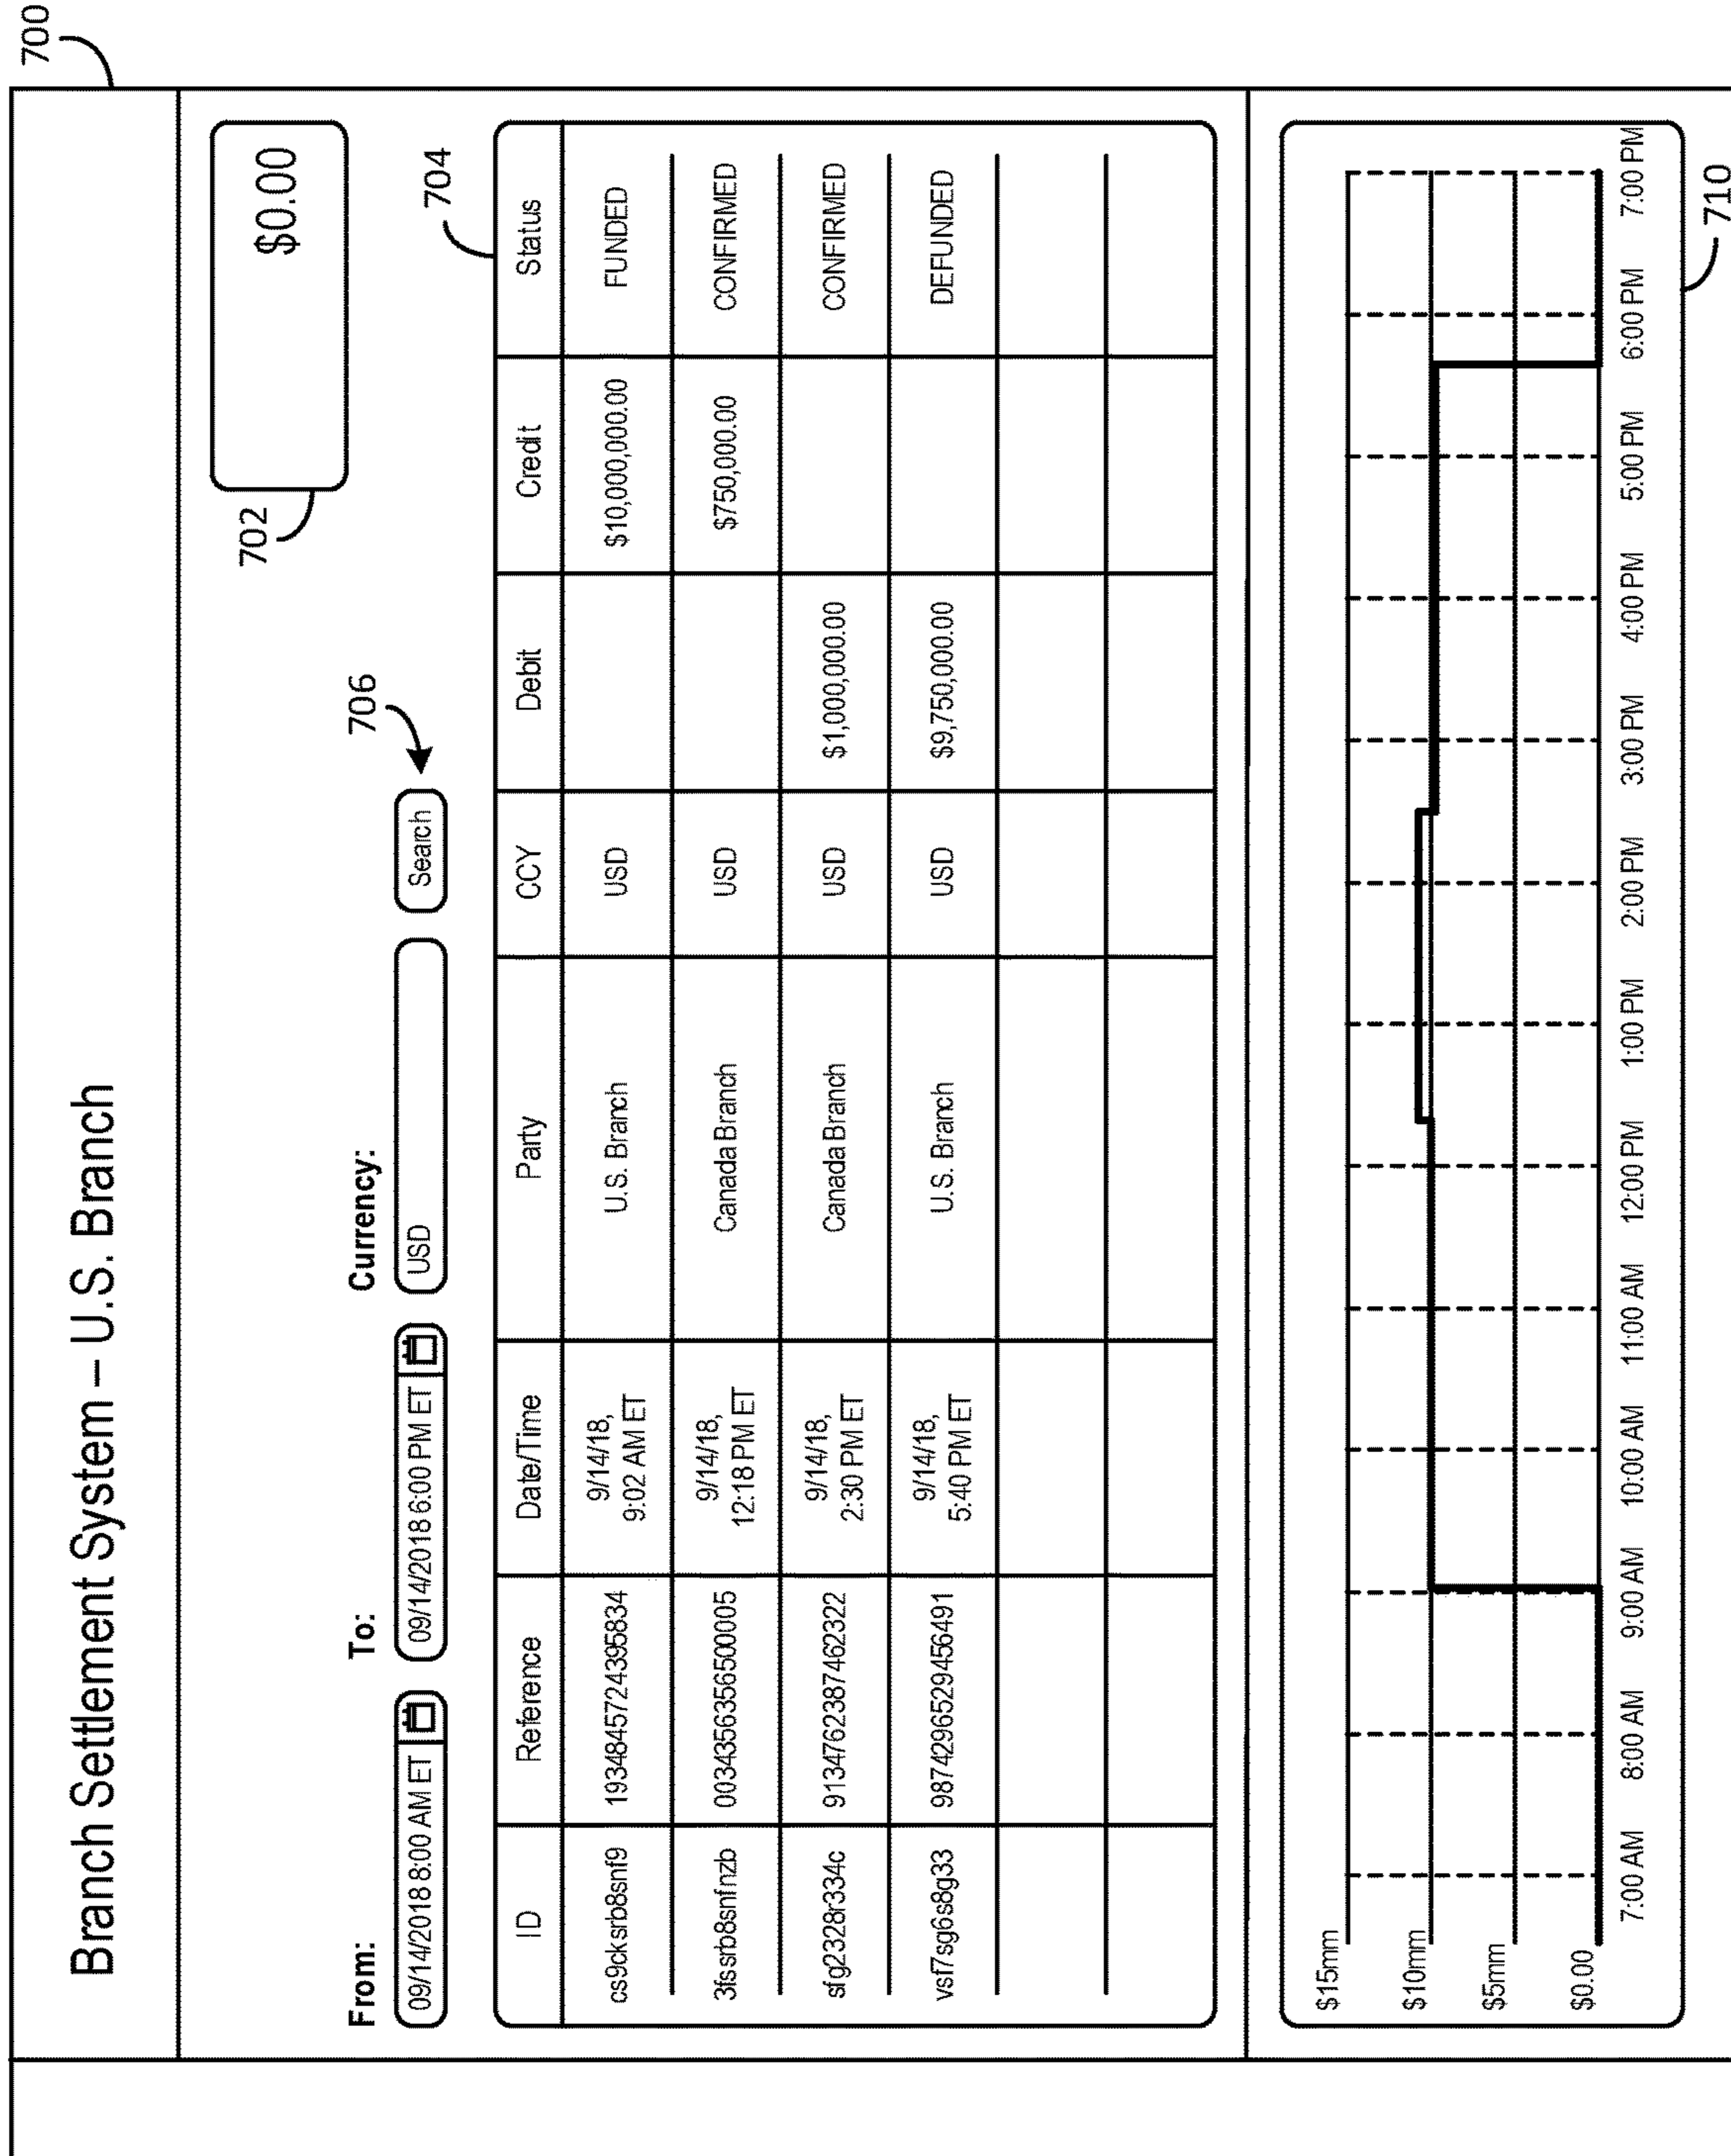 700
Branch Settlement System – U.S. Branch
702
$0.00
From: To: Currency:
706
09/14/2018 8:00 AM ET 09/14/2018 6:00 PM ET USD Search
704
ID Reference Date/Time Party CCY Debit Credit Status
cs9cksrb8snf9 1934845724395834 9/14/18, 9:02 AM ET U.S. Branch USD $10,000,000.00 FUNDED
3fssrb8snfnzb 0034356356500005 9/14/18, 12:18 PM ET Canada Branch USD $750,000.00 CONFIRMED
sfg2328r334c 9134762387462322 9/14/18, 2:30 PM ET Canada Branch USD $1,000,000.00 CONFIRMED
vsf7sg6s8g33 9874296529456491 9/14/18, 5:40 PM ET U.S. Branch USD $9,750,000.00 DEFUNDED
$15mm
$10mm
$5mm
$0.00
7:00 AM 8:00 AM 9:00 AM 10:00 AM 11:00 AM 12:00 PM 1:00 PM 2:00 PM 3:00 PM 4:00 PM 5:00 PM 6:00 PM 7:00 PM
710